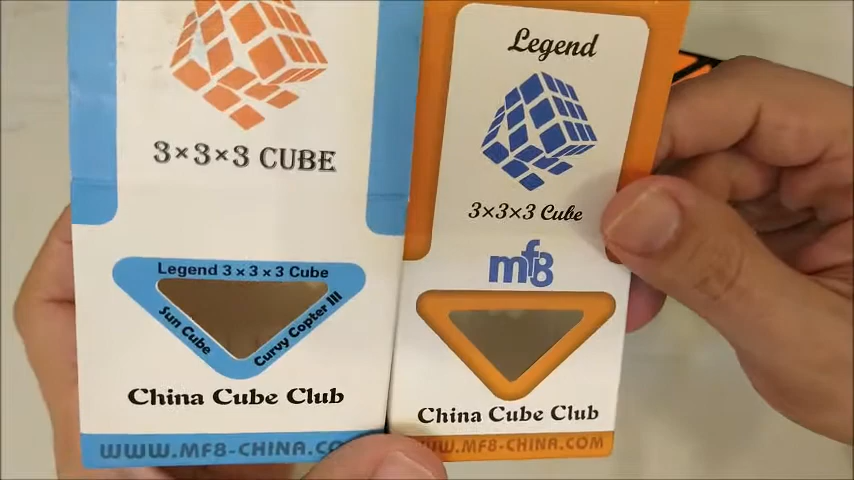 3×3×3 CUBE
Legend 3×3×3 Cube
Sun Cube
Curvy Copter III
China Cube Club
WWW.MF8-CHINA.CO
Legend
3×3×3 Cube
mf8
China Cube Club
WWW.MF8-CHINA.COM